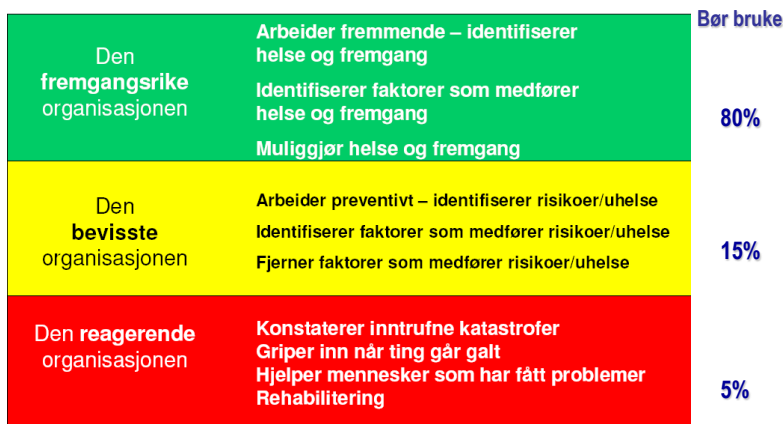 Bør bruke
Den
fremgangsrike
organisasjonen
Arbeider fremmende – identifiserer
helse og fremgang
Identifiserer faktorer som medfører
helse og fremgang
Muliggjør helse og fremgang
80%
Den
bevisste
organisasjonen
Arbeider preventivt – identifiserer risikoer/uhelse
Identifiserer faktorer som medfører risikoer/uhelse
Fjerner faktorer som medfører risikoer/uhelse
15%
Den reagerende
organisasjonen
Konstaterer inntrufne katastrofer
Griper inn når ting går galt
Hjelper mennesker som har fått problemer
Rehabilitering
5%